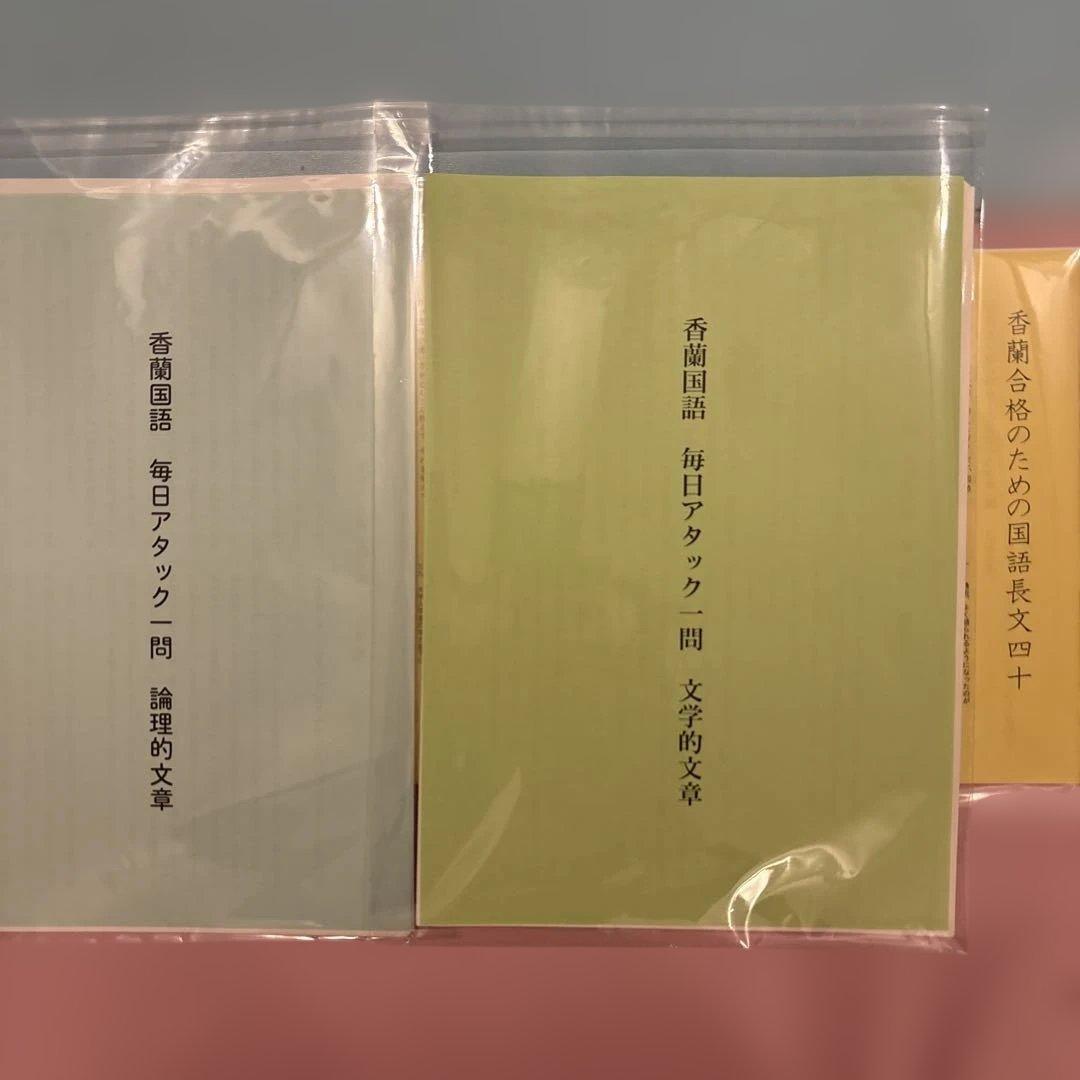 香蘭国語　毎日アタック一問　論理的文章
香蘭国語　毎日アタック一問　文学的文章
香蘭合格のための国語長文四十